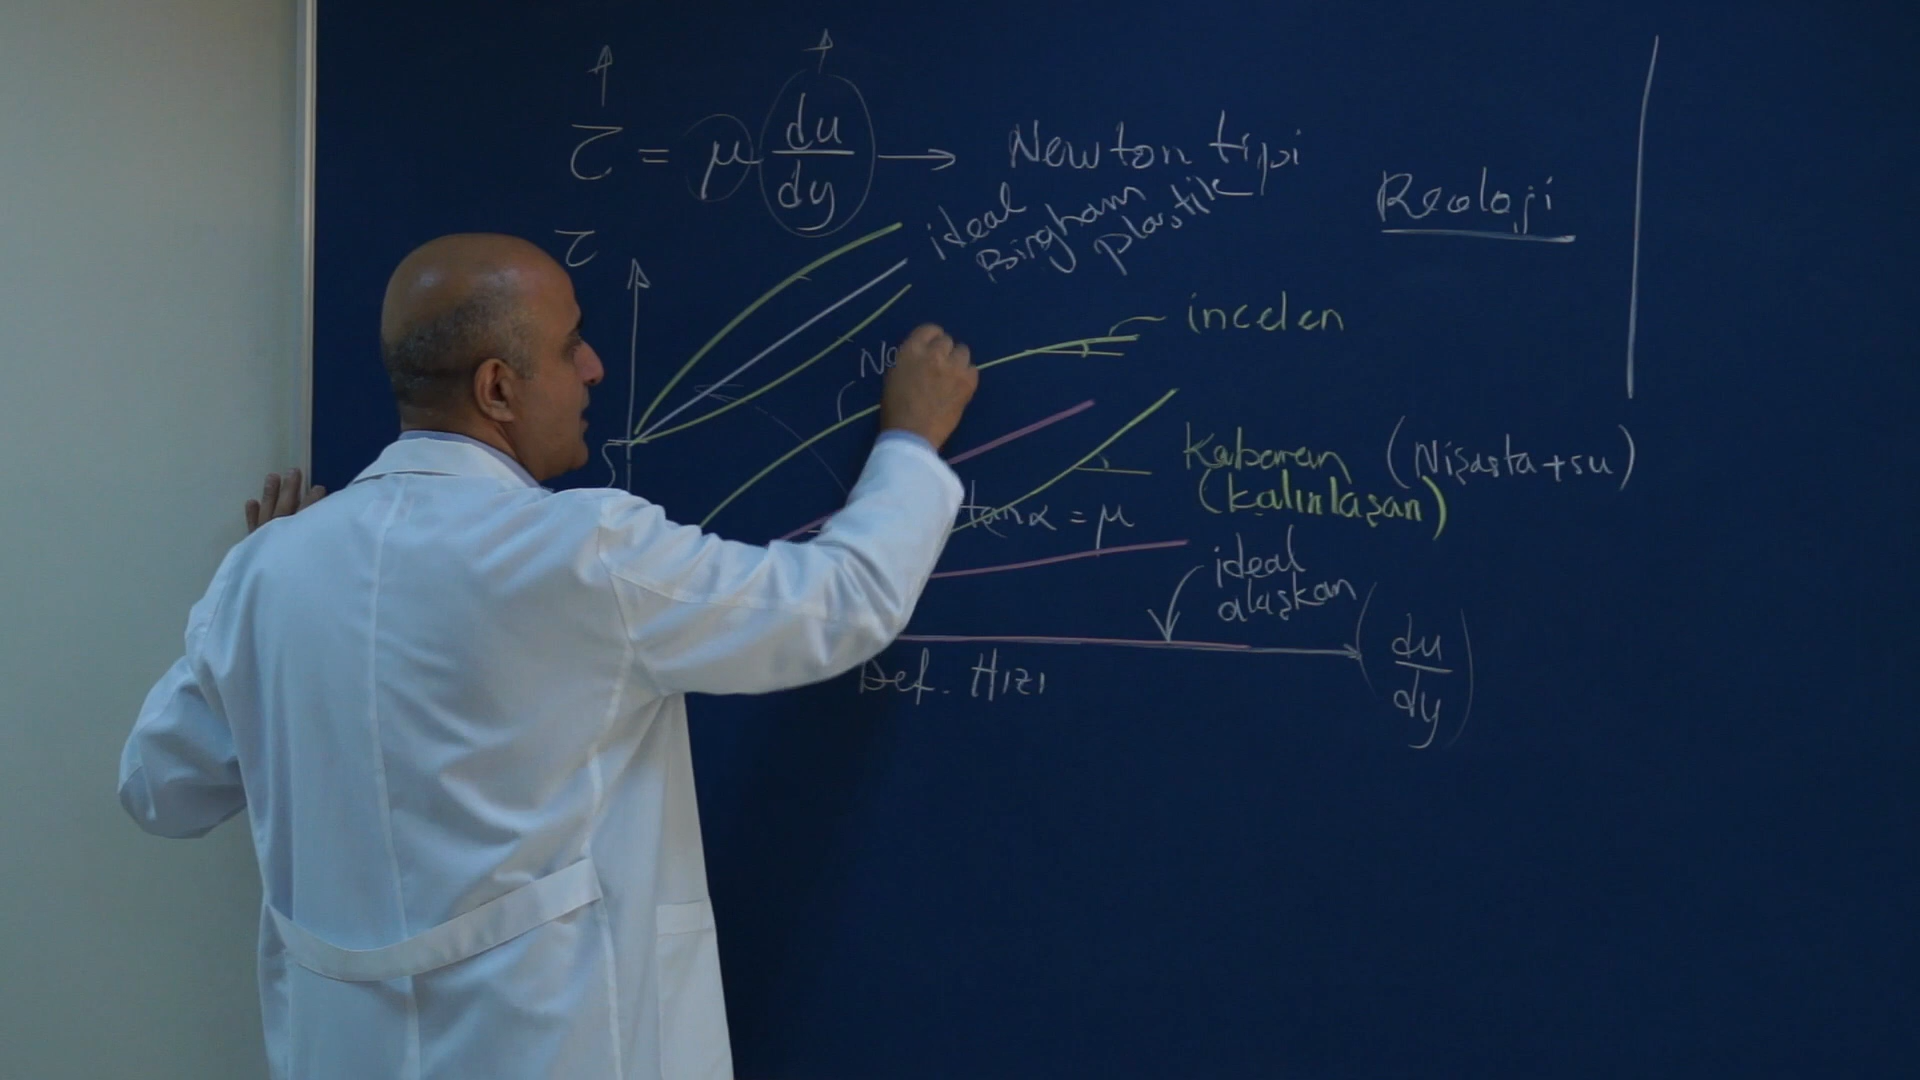 τ = μ du/dy → Newton tipi
Reoloji
ideal
Bingham
plastik
τ
incelen
Kabaran (Nişasta+su)
(kalınlaşan)
tanα = μ
ideal
akışkan
Def. Hızı
(du/dy)